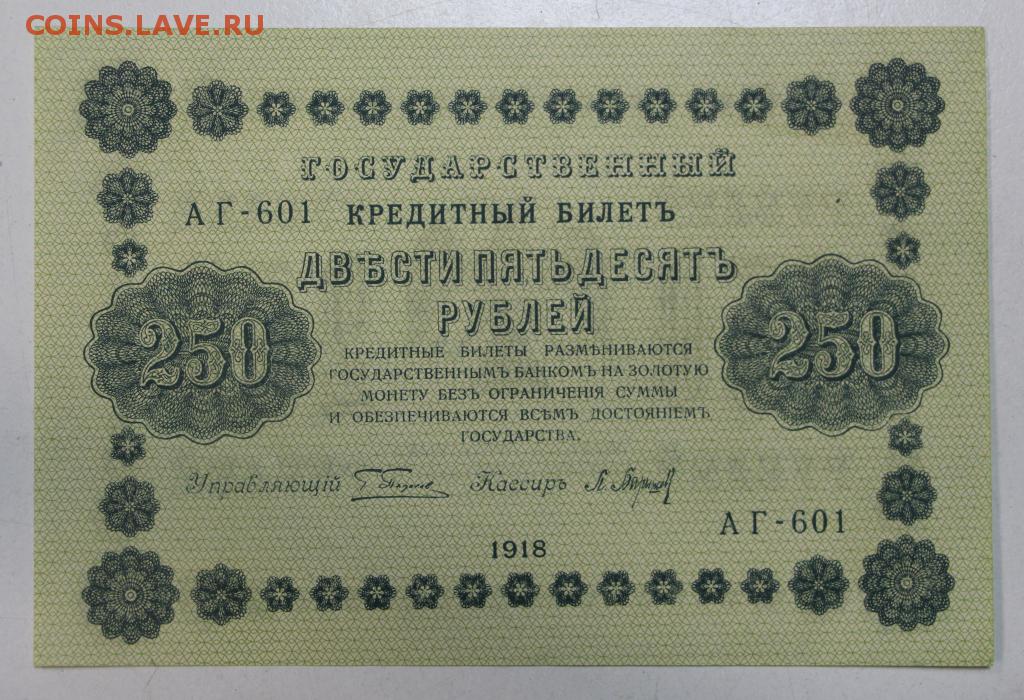 COINS.LAVE.RU
ГОСУДАРСТВЕННЫЙ
АГ-601 КРЕДИТНЫЙ БИЛЕТЪ
ДВѢСТИ ПЯТЬДЕСЯТЪ
РУБЛЕЙ
250 250
КРЕДИТНЫЕ БИЛЕТЫ РАЗМѢНИВАЮТСЯ
ГОСУДАРСТВЕННЫМЪ БАНКОМЪ НА ЗОЛОТУЮ
МОНЕТУ БЕЗЪ ОГРАНИЧЕНІЯ СУММЫ
И ОБЕЗПЕЧИВАЮТСЯ ВСѢМЪ ДОСТОЯНІЕМЪ
ГОСУДАРСТВА.
Управляющій Кассиръ
АГ-601
1918